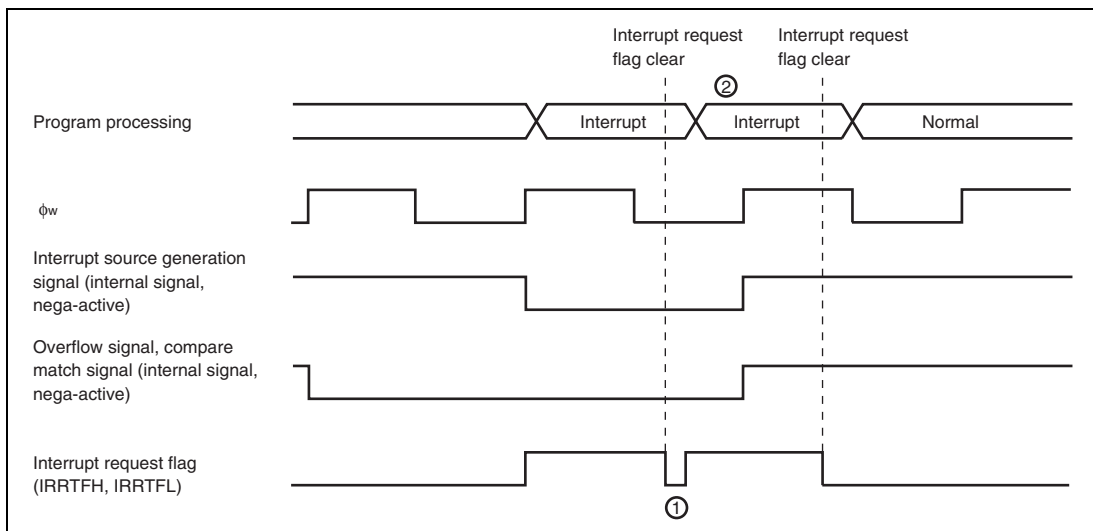 Interrupt request
flag clear
Interrupt request
flag clear
②
Program processing
Interrupt
Interrupt
Normal
ϕw
Interrupt source generation
signal (internal signal,
nega-active)
Overflow signal, compare
match signal (internal signal,
nega-active)
Interrupt request flag
(IRRTFH, IRRTFL)
①